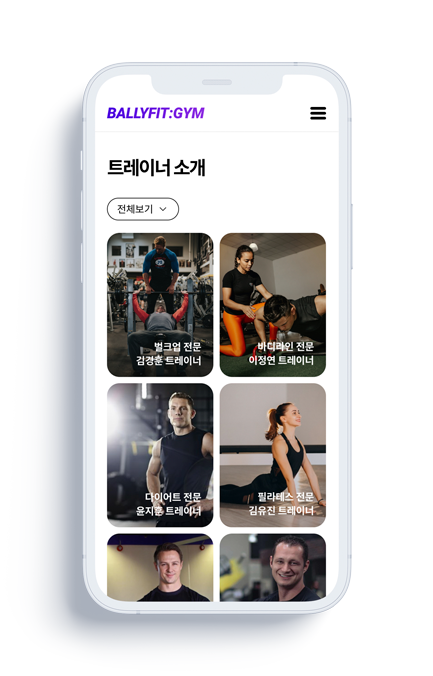 BALLYFIT:GYM
트레이너 소개
전체보기
벌크업 전문
김경훈 트레이너
바디라인 전문
이정연 트레이너
다이어트 전문
윤지훈 트레이너
필라테스 전문
김유진 트레이너